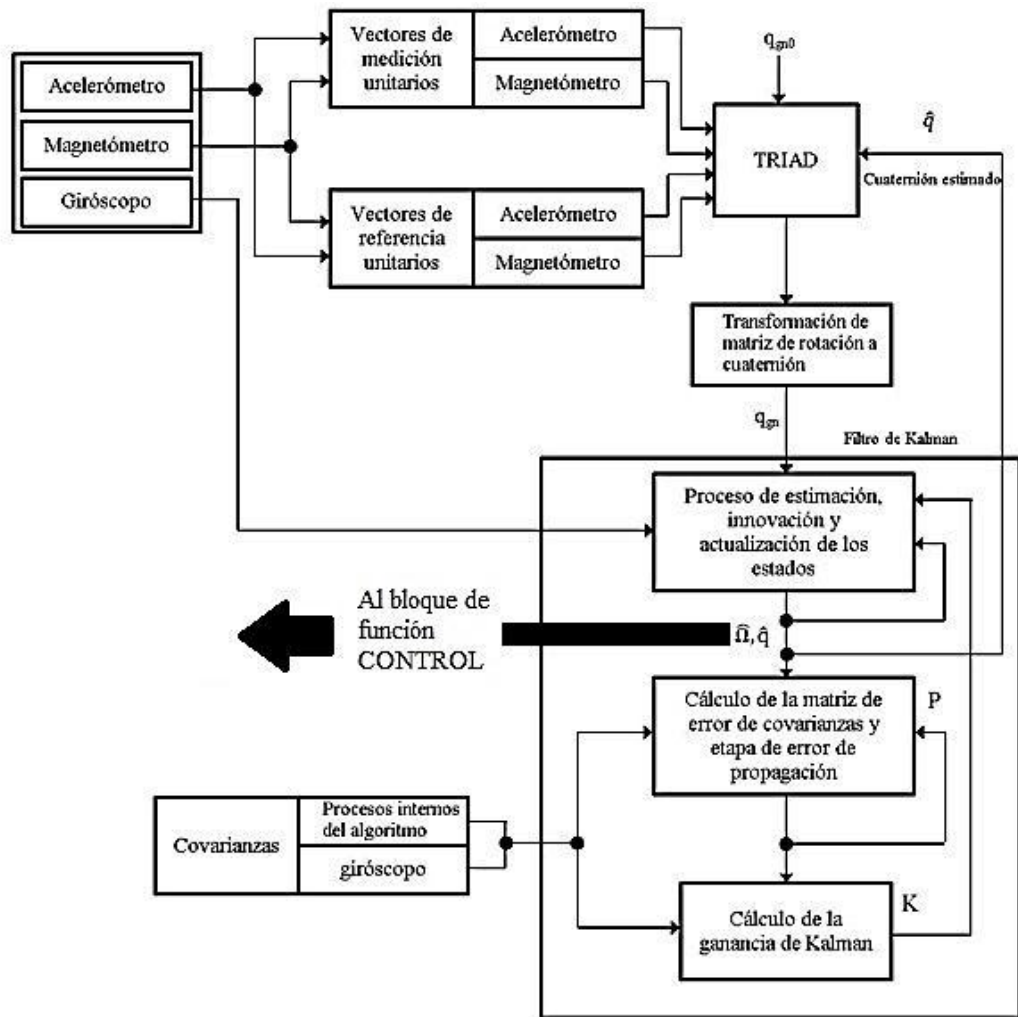 Acelerómetro
Magnetómetro
Giróscopo
Vectores de
medición
unitarios
Acelerómetro
Magnetómetro
Vectores de
referencia
unitarios
Acelerómetro
Magnetómetro
q_gn0
TRIAD
q̂
Cuaternión estimado
Transformación de
matriz de rotación a
cuaternión
q_gn
Filtro de Kalman
Proceso de estimación,
innovación y
actualización de los
estados
Al bloque de
función
CONTROL
Ω̂, q̂
Cálculo de la matriz de
error de covarianzas y
etapa de error de
propagación
P
Covarianzas
Procesos internos
del algoritmo
giróscopo
Cálculo de la
ganancia de Kalman
K